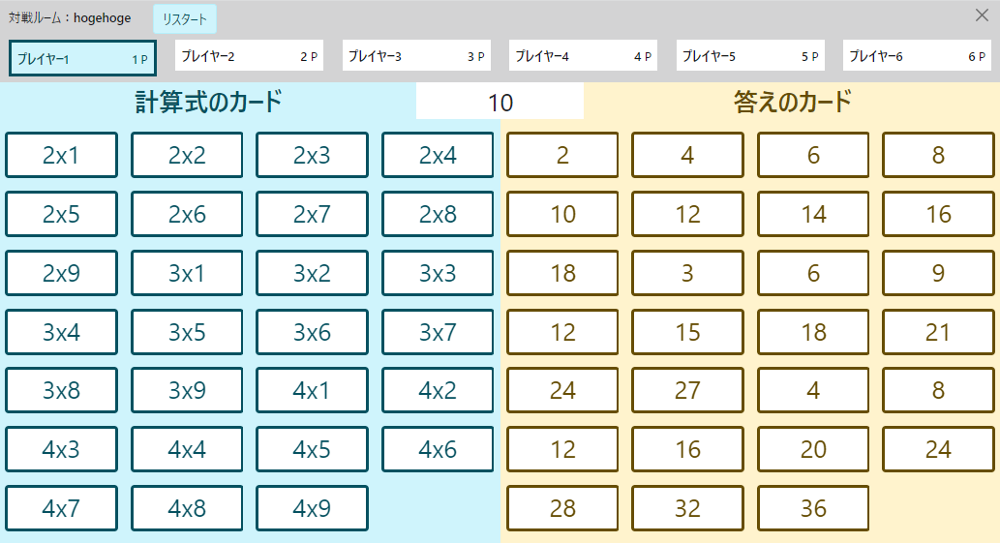 対戦ルーム：hogehoge リスタート
プレイヤー1 1 P プレイヤー2 2 P プレイヤー3 3 P プレイヤー4 4 P プレイヤー5 5 P プレイヤー6 6 P
計算式のカード 10 答えのカード
2x1 2x2 2x3 2x4 2 4 6 8
2x5 2x6 2x7 2x8 10 12 14 16
2x9 3x1 3x2 3x3 18 3 6 9
3x4 3x5 3x6 3x7 12 15 18 21
3x8 3x9 4x1 4x2 24 27 4 8
4x3 4x4 4x5 4x6 12 16 20 24
4x7 4x8 4x9 28 32 36